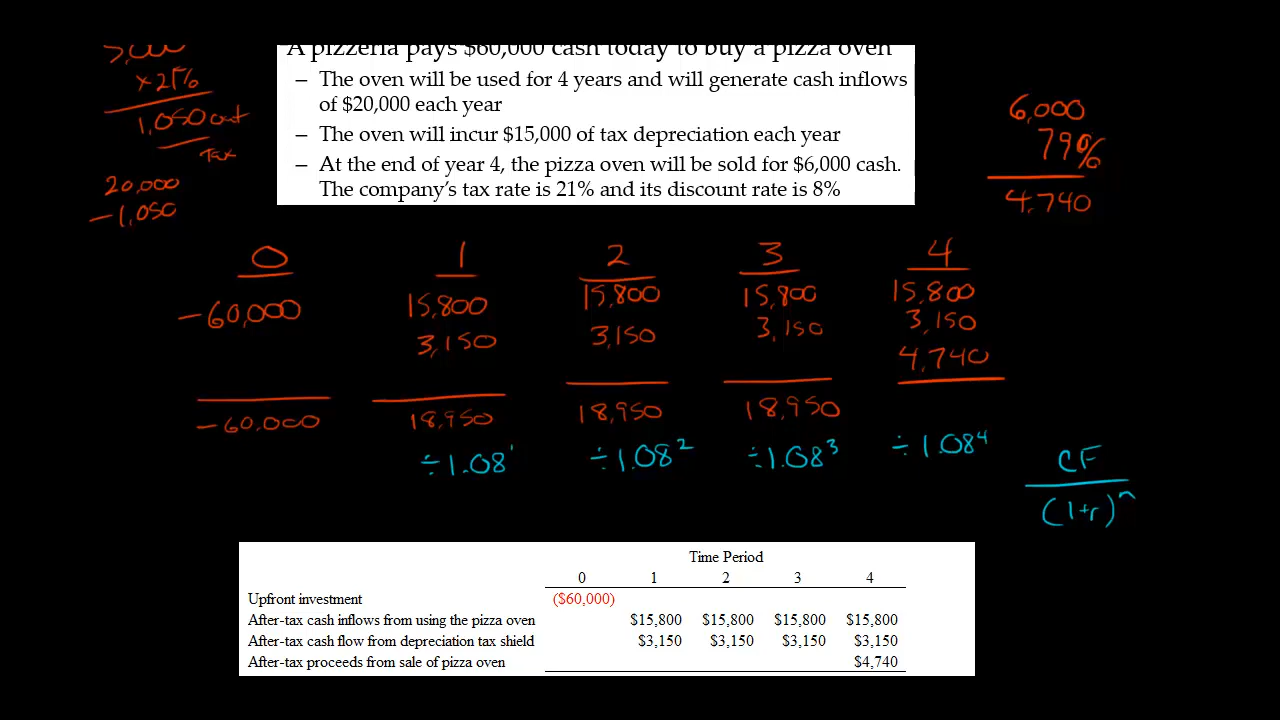 A pizzeria pays $60,000 cash today to buy a pizza oven
– The oven will be used for 4 years and will generate cash inflows
of $20,000 each year
– The oven will incur $15,000 of tax depreciation each year
– At the end of year 4, the pizza oven will be sold for $6,000 cash.
The company's tax rate is 21% and its discount rate is 8%
x 21%
1,050 out
Tax
20,000
- 1,050
6,000
79%
4,740
0 1 2 3 4
-60,000 15,800 15,800 15,800 15,800
3,150 3,150 3,150 3,150
4,740
-60,000 18,950 18,950 18,950
÷1.08¹ ÷1.08² ÷1.08³ ÷1.08⁴
CF
(1+r)ⁿ
Time Period
0 1 2 3 4
Upfront investment ($60,000)
After-tax cash inflows from using the pizza oven $15,800 $15,800 $15,800 $15,800
After-tax cash flow from depreciation tax shield $3,150 $3,150 $3,150 $3,150
After-tax proceeds from sale of pizza oven $4,740